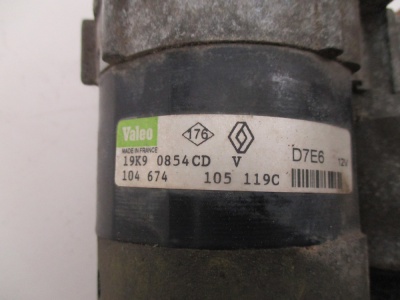 Valeo 176
MADE IN FRANCE
19K9 0854CD V D7E6 12V
104 674 105 119C